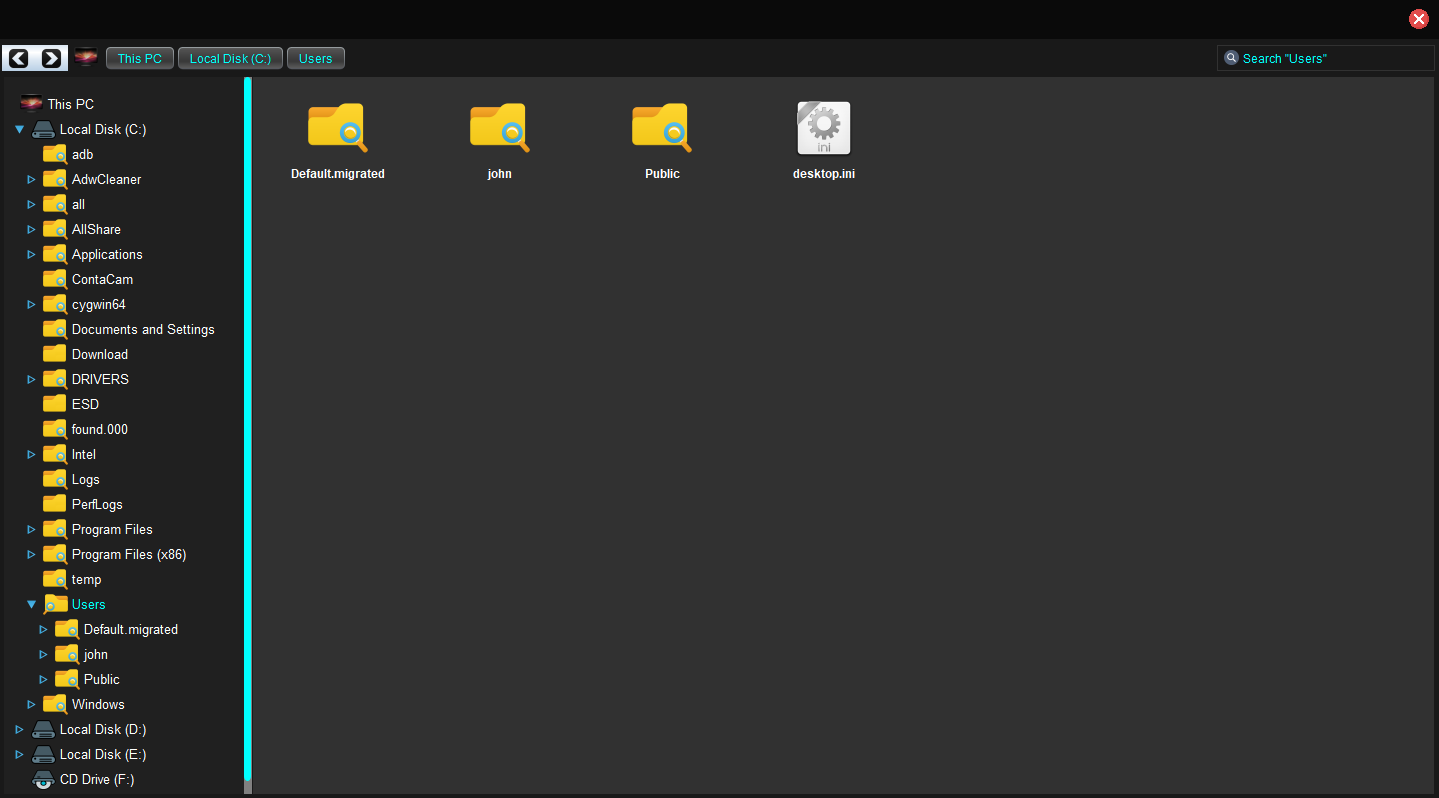 This PC
Local Disk (C:)
Users
Search "Users"
This PC
Local Disk (C:)
adb
AdwCleaner
all
AllShare
Applications
ContaCam
cygwin64
Documents and Settings
Download
DRIVERS
ESD
found.000
Intel
Logs
PerfLogs
Program Files
Program Files (x86)
temp
Users
Default.migrated
john
Public
Windows
Local Disk (D:)
Local Disk (E:)
CD Drive (F:)
Default.migrated
john
Public
ini
desktop.ini